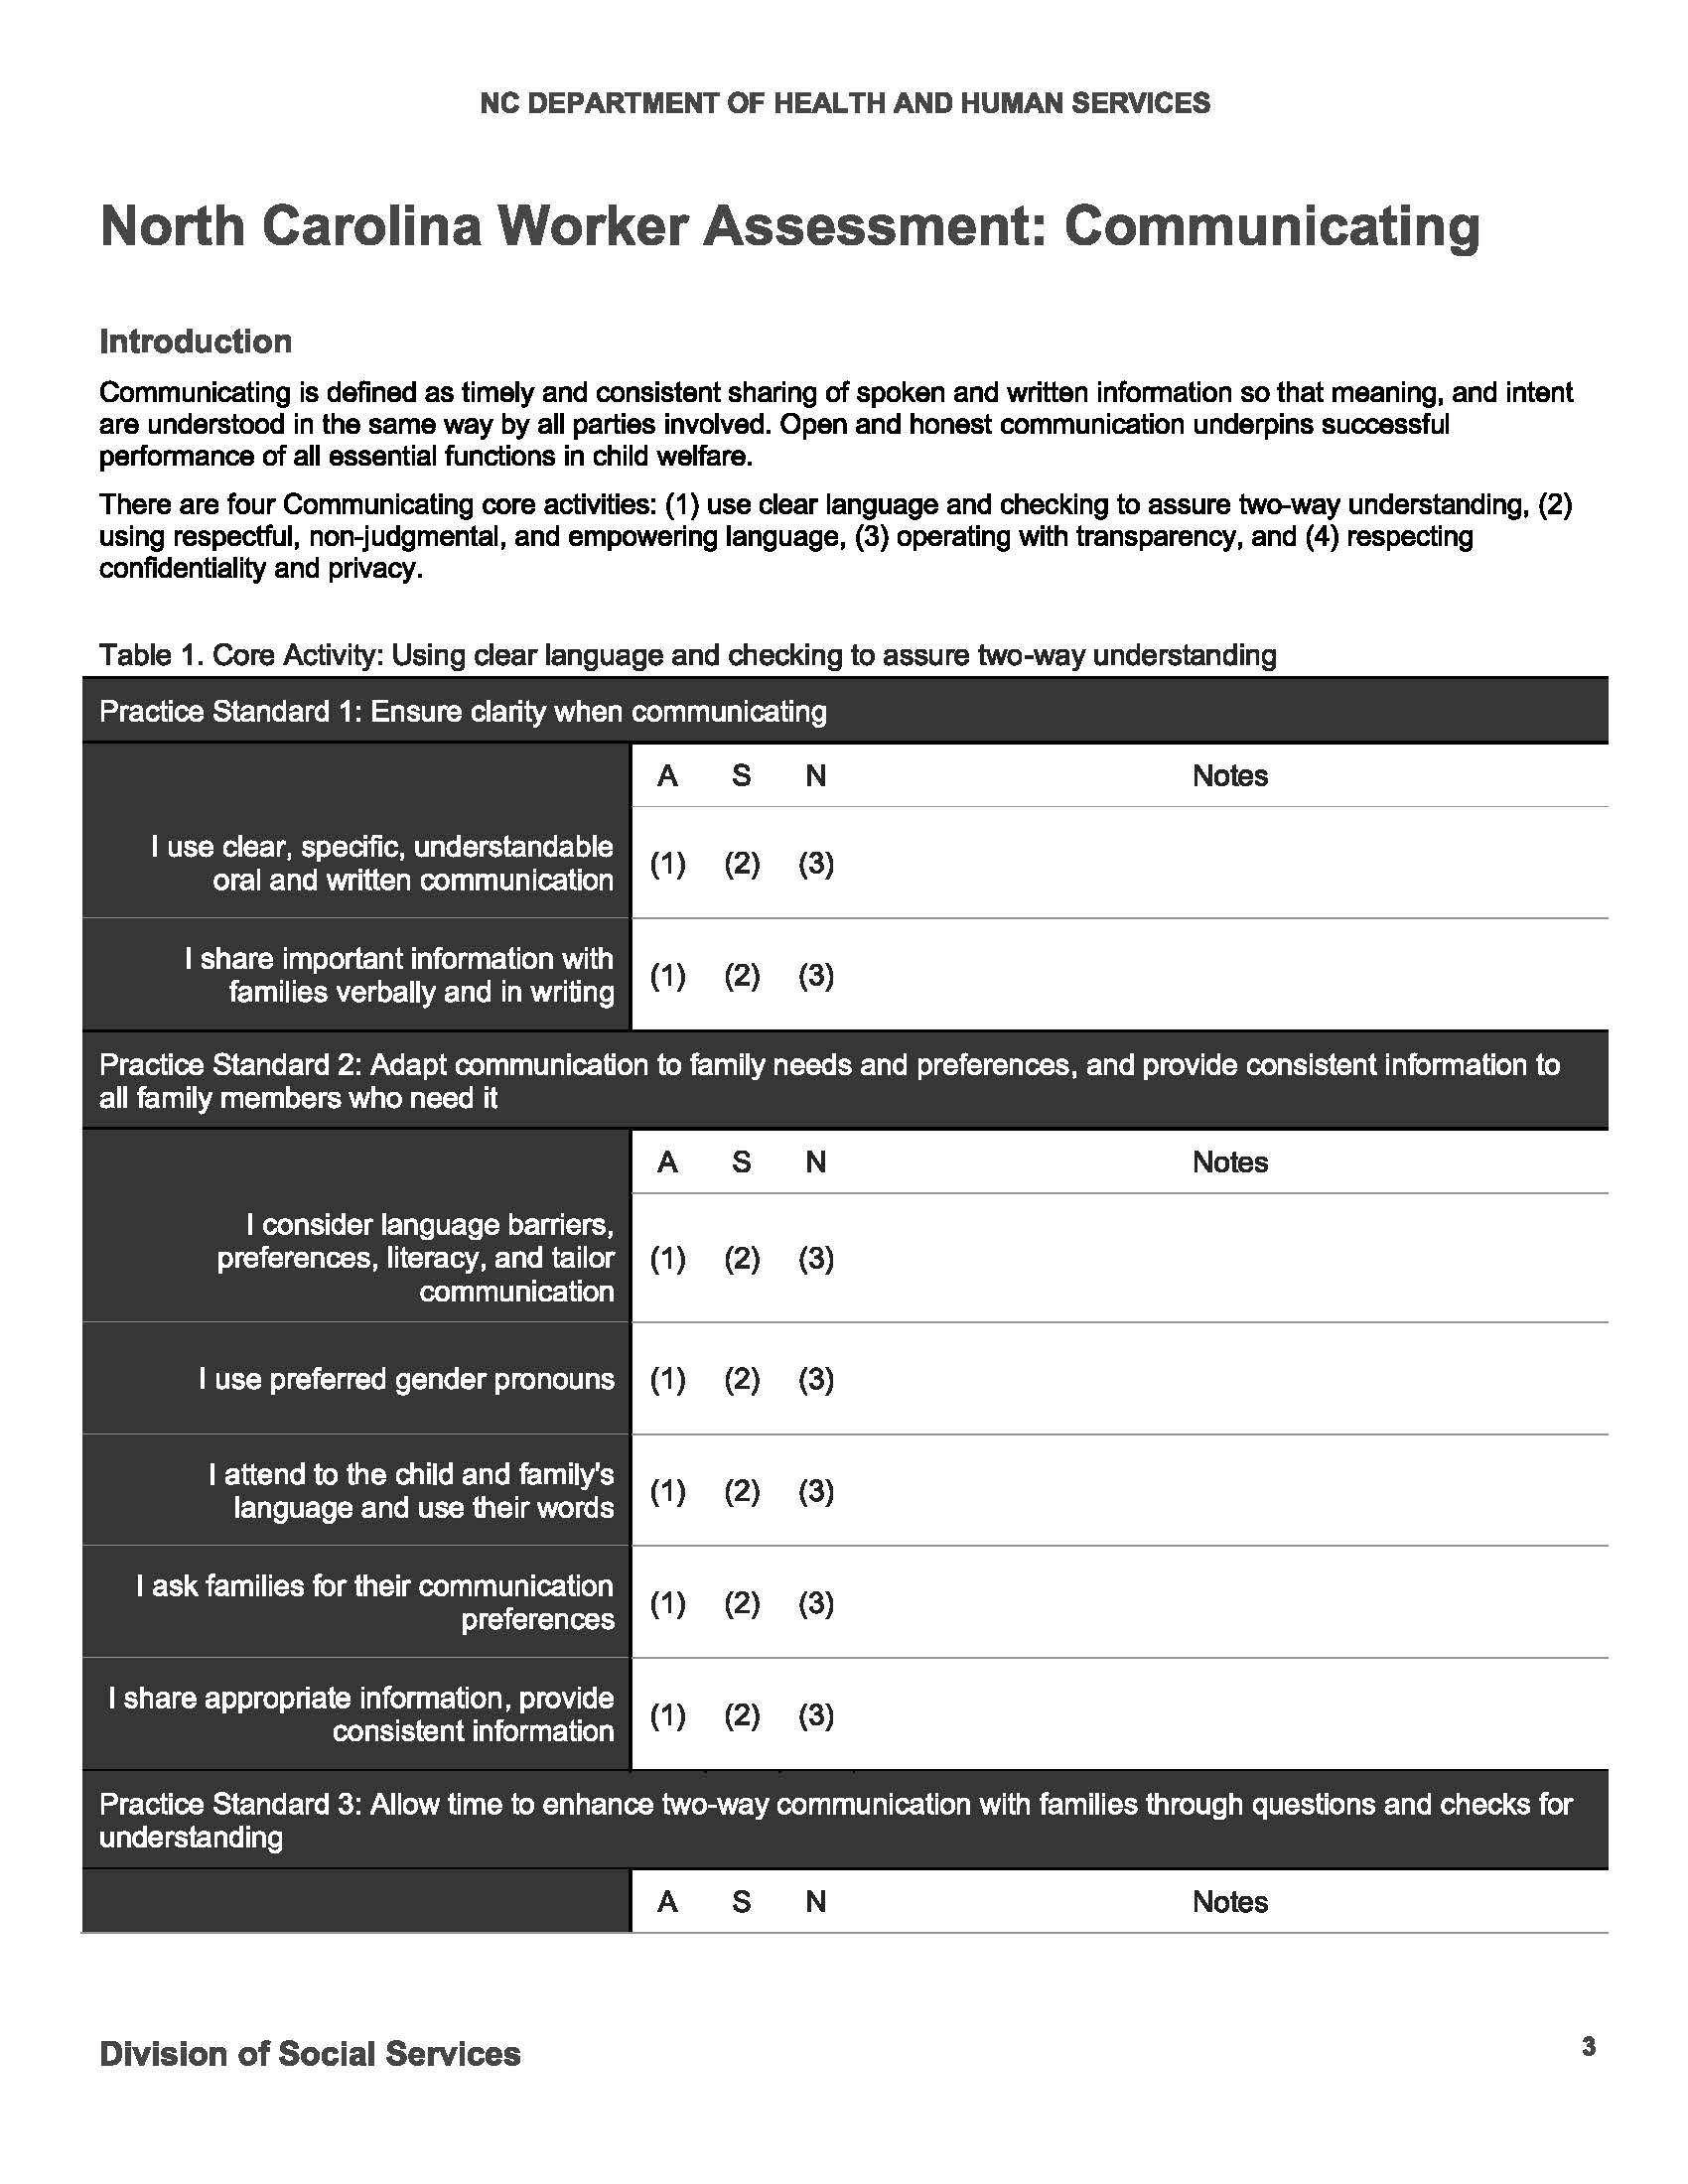 NC DEPARTMENT OF HEALTH AND HUMAN SERVICES
North Carolina Worker Assessment: Communicating
Introduction
Communicating is defined as timely and consistent sharing of spoken and written information so that meaning, and intent
are understood in the same way by all parties involved. Open and honest communication underpins successful
performance of all essential functions in child welfare.
There are four Communicating core activities: (1) use clear language and checking to assure two-way understanding, (2)
using respectful, non-judgmental, and empowering language, (3) operating with transparency, and (4) respecting
confidentiality and privacy.
Table 1. Core Activity: Using clear language and checking to assure two-way understanding
Practice Standard 1: Ensure clarity when communicating
A S N Notes
I use clear, specific, understandable
oral and written communication
(1) (2) (3)
I share important information with
families verbally and in writing
(1) (2) (3)
Practice Standard 2: Adapt communication to family needs and preferences, and provide consistent information to
all family members who need it
A S N Notes
I consider language barriers,
preferences, literacy, and tailor
communication
(1) (2) (3)
I use preferred gender pronouns (1) (2) (3)
I attend to the child and family's
language and use their words
(1) (2) (3)
I ask families for their communication
preferences
(1) (2) (3)
I share appropriate information, provide
consistent information
(1) (2) (3)
Practice Standard 3: Allow time to enhance two-way communication with families through questions and checks for
understanding
A S N Notes
Division of Social Services
3